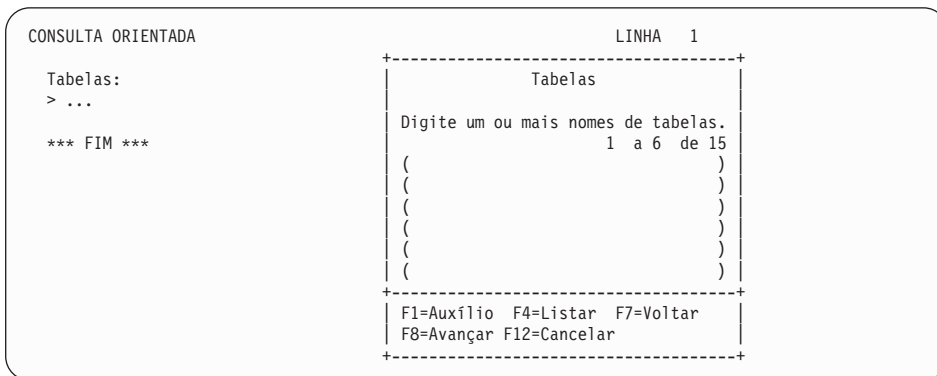 CONSULTA ORIENTADA LINHA 1
+-------------------------------------+
Tabelas: | Tabelas |
> ... | |
| Digite um ou mais nomes de tabelas. |
*** FIM *** | 1 a 6 de 15 |
| ( ) |
| ( ) |
| ( ) |
| ( ) |
| ( ) |
| ( ) |
+-------------------------------------+
| F1=Auxílio F4=Listar F7=Voltar |
| F8=Avançar F12=Cancelar |
+-------------------------------------+